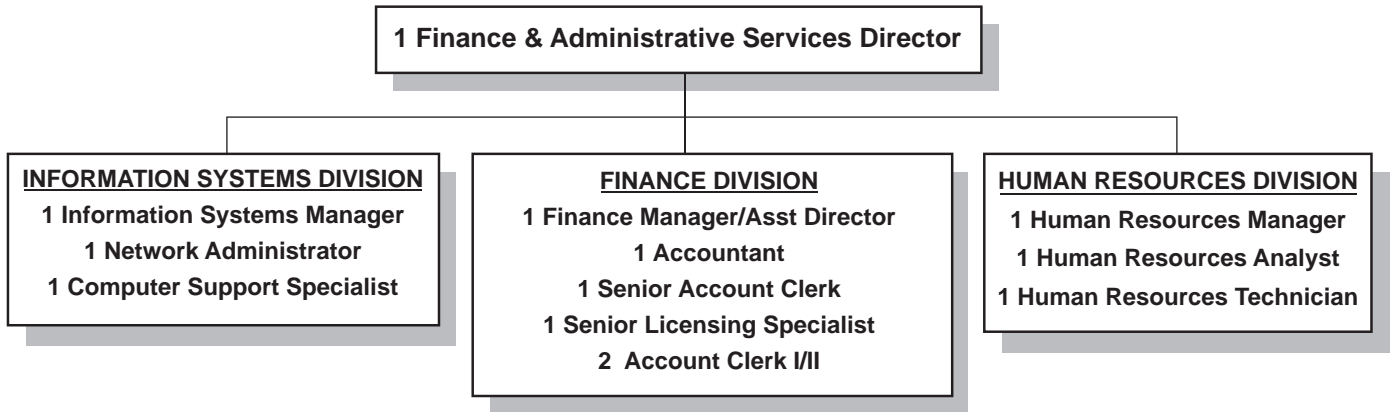 1 Finance & Administrative Services Director
INFORMATION SYSTEMS DIVISION
1 Information Systems Manager
1 Network Administrator
1 Computer Support Specialist
FINANCE DIVISION
1 Finance Manager/Asst Director
1 Accountant
1 Senior Account Clerk
1 Senior Licensing Specialist
2 Account Clerk I/II
HUMAN RESOURCES DIVISION
1 Human Resources Manager
1 Human Resources Analyst
1 Human Resources Technician